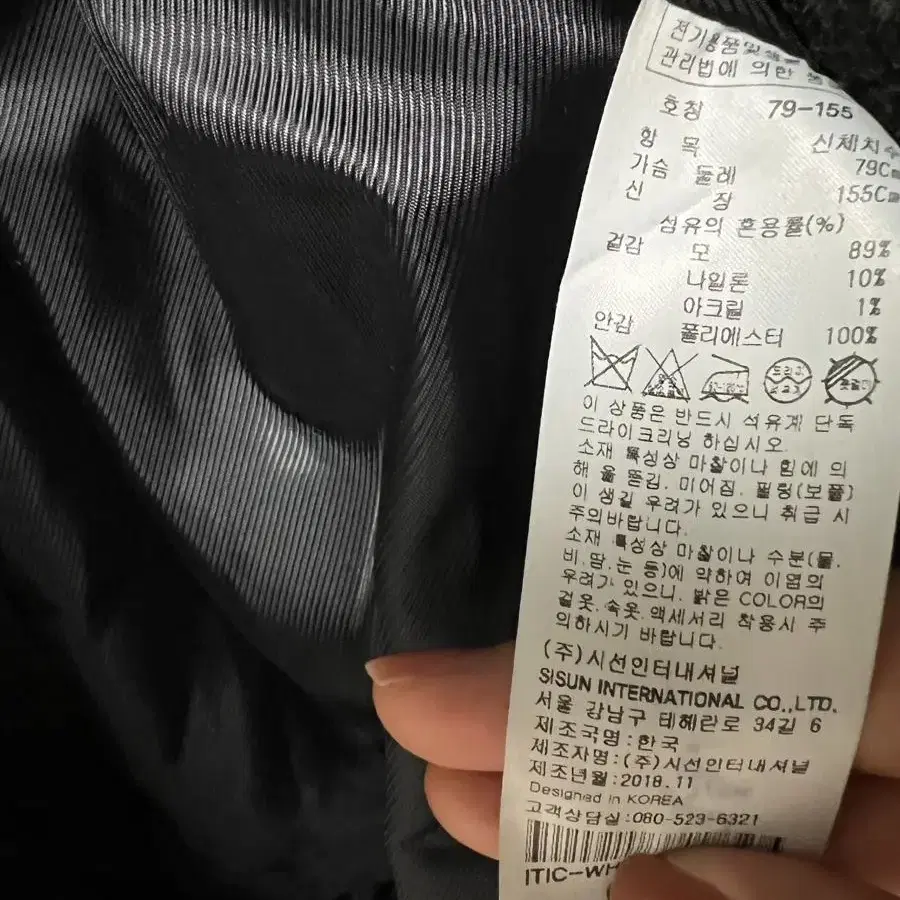 전기용품및생활
관리법에 의한 품
호칭 79-155
항 목 신체치수
가슴 둘레 79Cm
신 장 155Cm
섬유의 혼용률(%)
겉감 모 89%
나일론 10%
아크릴 1%
안감 폴리에스터 100%
드라이
석유계
이 상품은 반드시 석유계 단독
드라이크리닝 하십시오.
소재 특성상 마찰이나 힘에 의
해 올 뜯김, 미어짐, 필링(보풀)
이 생길 우려가 있으니 취급 시
주의바랍니다.
소재 특성상 마찰이나 수분(물,
비,땀,눈 등)에 약하여 이염의
우려가 있으니, 밝은 COLOR의
겉옷,속옷,액세서리 착용시 주
의하시기 바랍니다.
(주)시선인터내셔널
SISUN INTERNATIONAL CO.,LTD.
서울 강남구 테헤란로 34길 6
제조국명:한국
제조자명:(주)시선인터내셔널
제조년월:2018.11
Designed in KOREA
고객상담실:080-523-6321
ITIC-WH